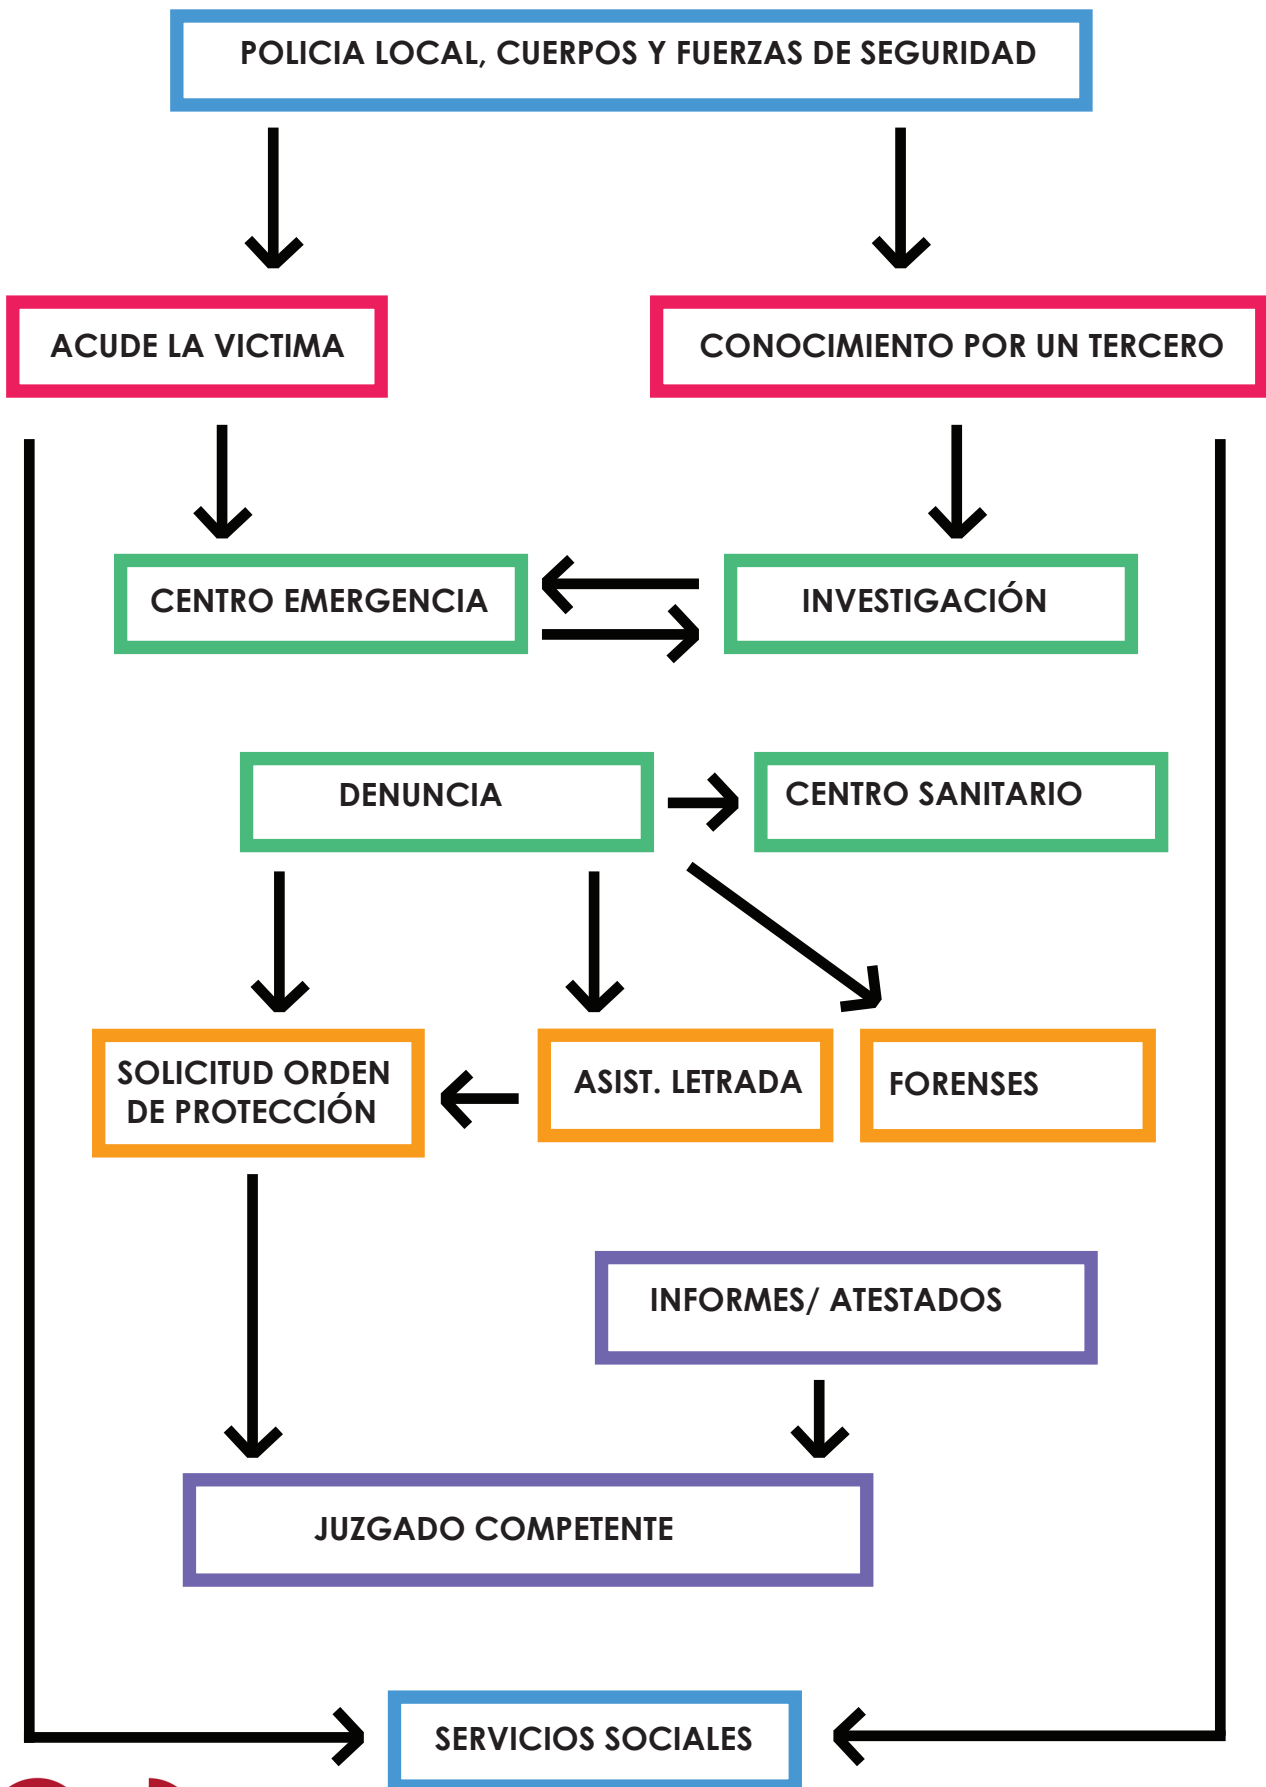 POLICIA LOCAL, CUERPOS Y FUERZAS DE SEGURIDAD
ACUDE LA VICTIMA
CONOCIMIENTO POR UN TERCERO
CENTRO EMERGENCIA
INVESTIGACIÓN
DENUNCIA
CENTRO SANITARIO
SOLICITUD ORDEN
DE PROTECCIÓN
ASIST. LETRADA
FORENSES
INFORMES/ ATESTADOS
JUZGADO COMPETENTE
SERVICIOS SOCIALES